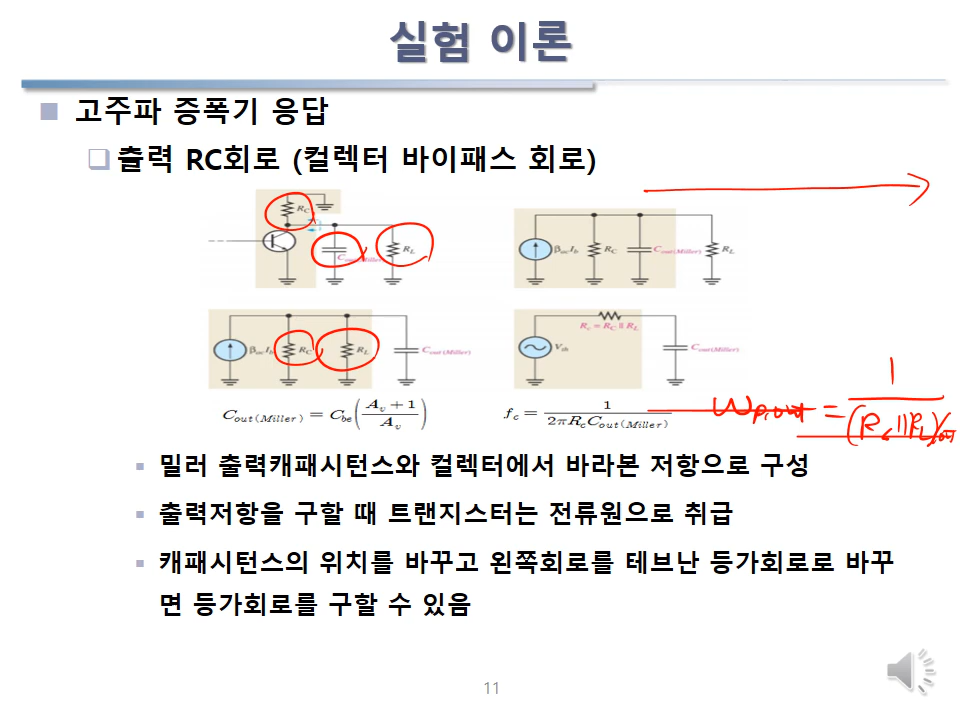 실험 이론
고주파 증폭기 응답
출력 RC회로 (컬렉터 바이패스 회로)
R_C
C_out(Miller) R_L
β_ac I_b R_C C_out(Miller) R_L
β_ac I_b R_C R_L C_out(Miller)
R_c = R_C ∥ R_L
V_th C_out(Miller)
C_out(Miller) = C_be((A_v + 1)/A_v)
f_c = 1/(2πR_cC_out(Miller))
ω_p,out = 1/((R_c||R_L)C_out
밀러 출력캐패시턴스와 컬렉터에서 바라본 저항으로 구성
출력저항을 구할 때 트랜지스터는 전류원으로 취급
캐패시턴스의 위치를 바꾸고 왼쪽회로를 테브난 등가회로로 바꾸
면 등가회로를 구할 수 있음
11